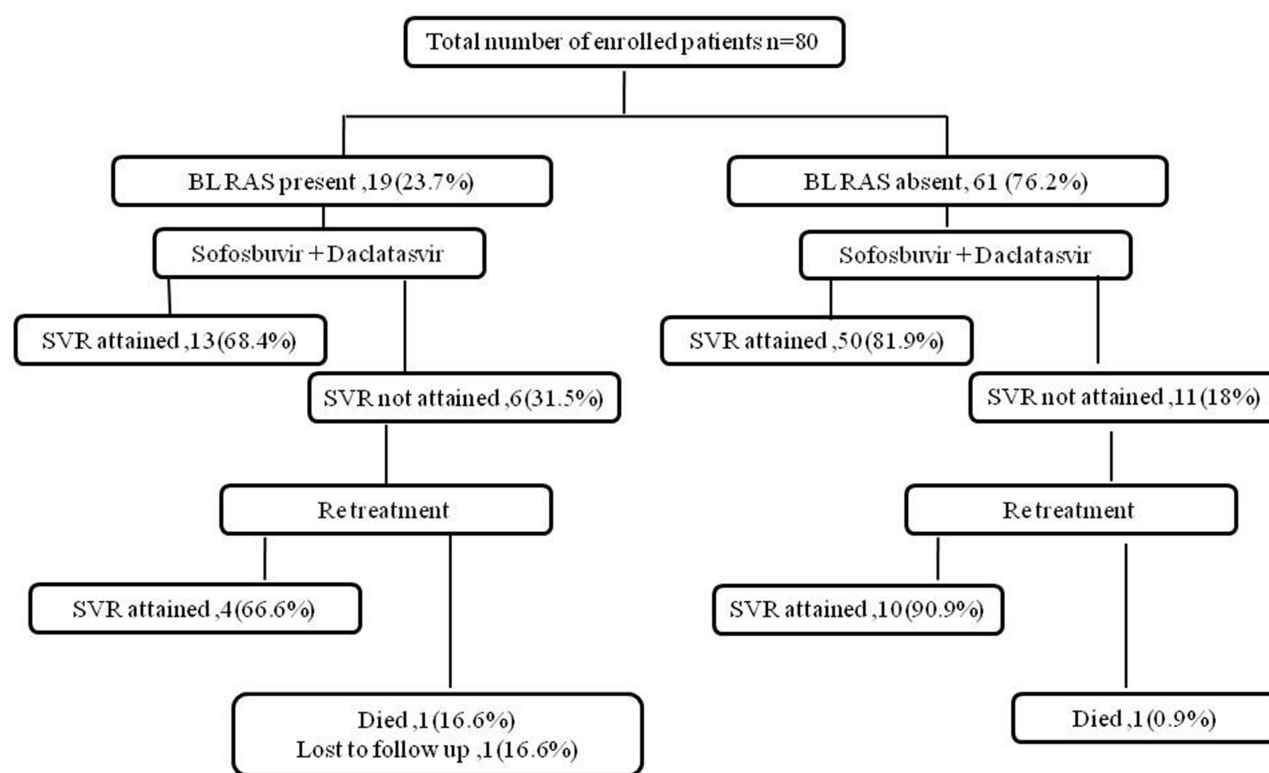 Total number of enrolled patients n=80
BL RAS present ,19(23.7%)
BL RAS absent, 61 (76.2%)
Sofosbuvir + Daclatasvir
Sofosbuvir + Daclatasvir
SVR attained ,13(68.4%)
SVR attained ,50(81.9%)
SVR not attained ,6(31.5%)
SVR not attained ,11(18%)
Retreatment
Retreatment
SVR attained ,4(66.6%)
SVR attained ,10(90.9%)
Died ,1(16.6%)
Lost to follow up ,1(16.6%)
Died ,1(0.9%)